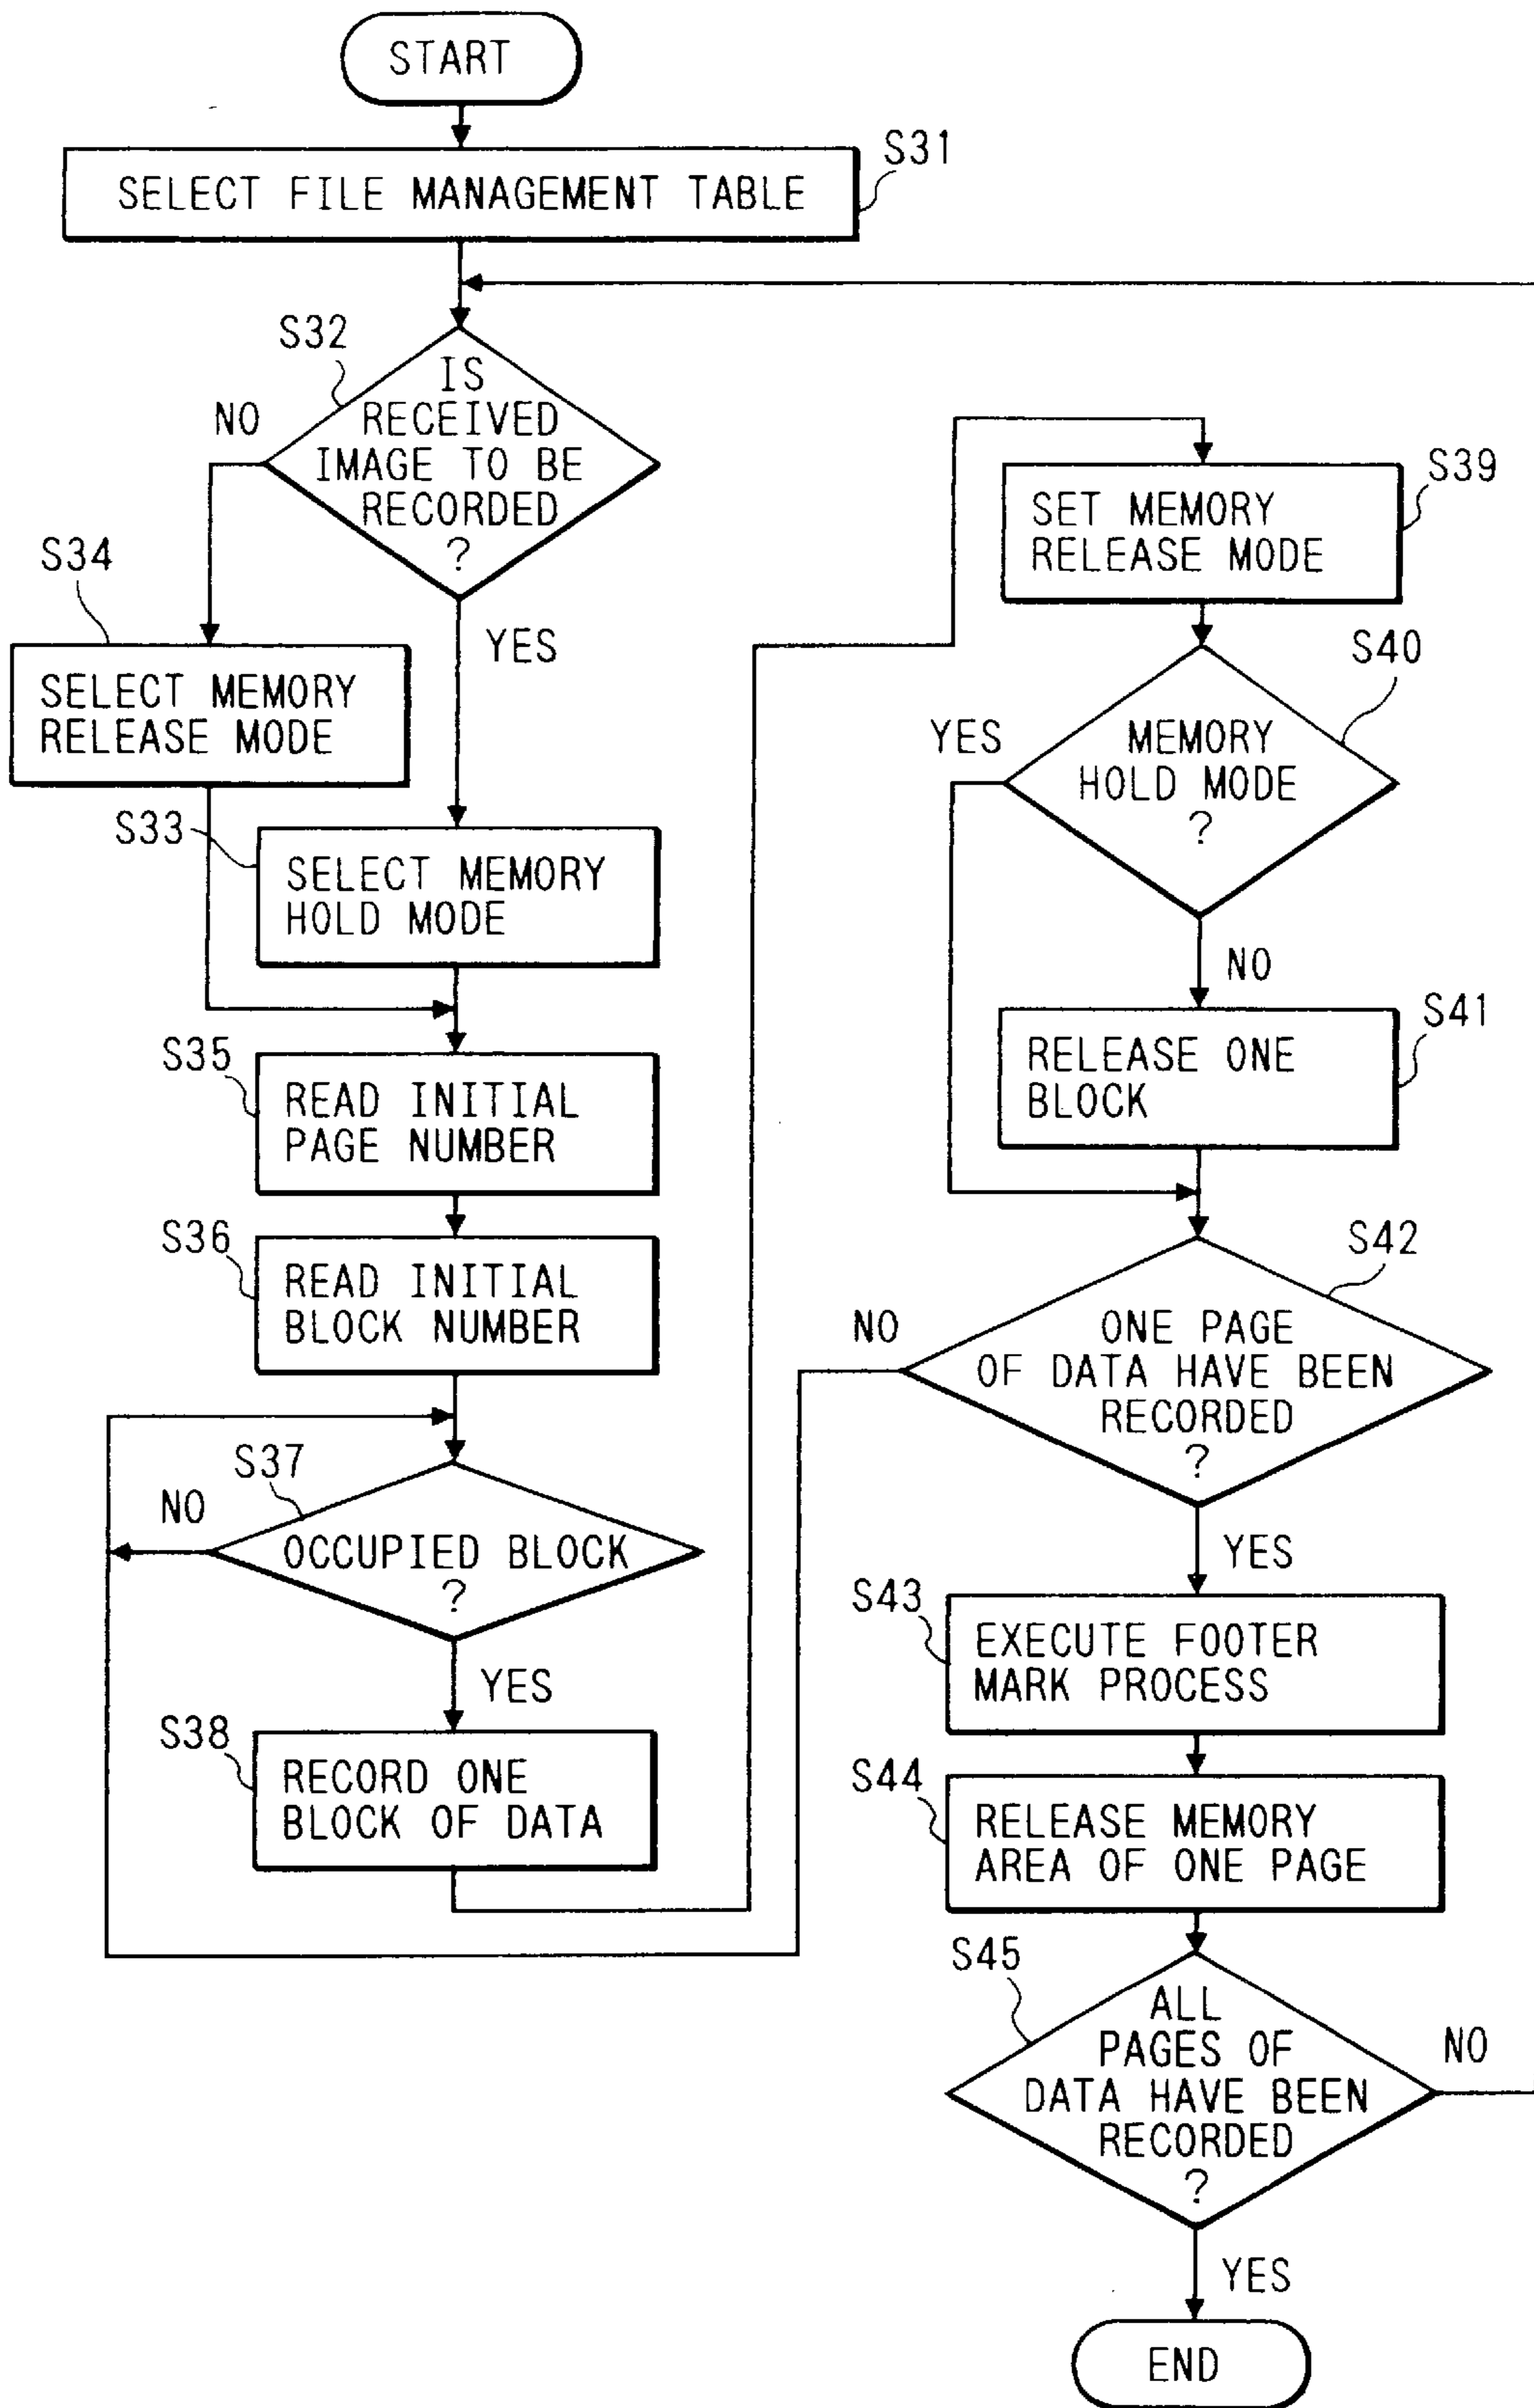 START
S31
SELECT FILE MANAGEMENT TABLE
S32
IS
RECEIVED
IMAGE TO BE
RECORDED
?
NO
YES
S34
SELECT MEMORY
RELEASE MODE
S33
SELECT MEMORY
HOLD MODE
S35
READ INITIAL
PAGE NUMBER
S36
READ INITIAL
BLOCK NUMBER
S37
NO
OCCUPIED BLOCK
?
YES
S38
RECORD ONE
BLOCK OF DATA
S39
SET MEMORY
RELEASE MODE
S40
YES
MEMORY
HOLD MODE
?
NO
S41
RELEASE ONE
BLOCK
S42
NO
ONE PAGE
OF DATA HAVE BEEN
RECORDED
?
YES
S43
EXECUTE FOOTER
MARK PROCESS
S44
RELEASE MEMORY
AREA OF ONE PAGE
S45
ALL
PAGES OF
DATA HAVE BEEN
RECORDED
?
NO
YES
END